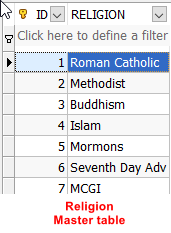 ID RELIGION
Click here to define a filter
1 Roman Catholic
2 Methodist
3 Buddhism
4 Islam
5 Mormons
6 Seventh Day Adv
7 MCGI
Religion
Master table